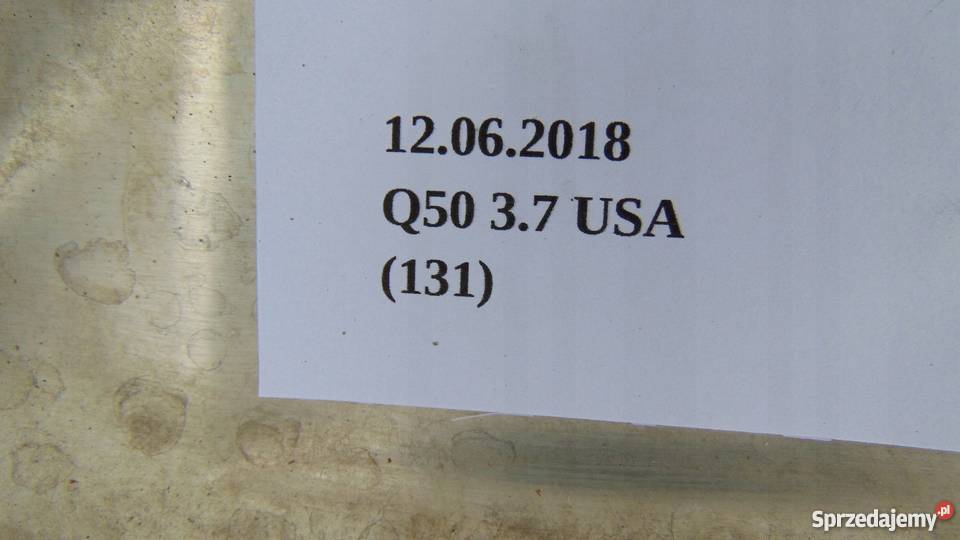 12.06.2018
Q50 3.7 USA
(131)
Sprzedajemy.pl